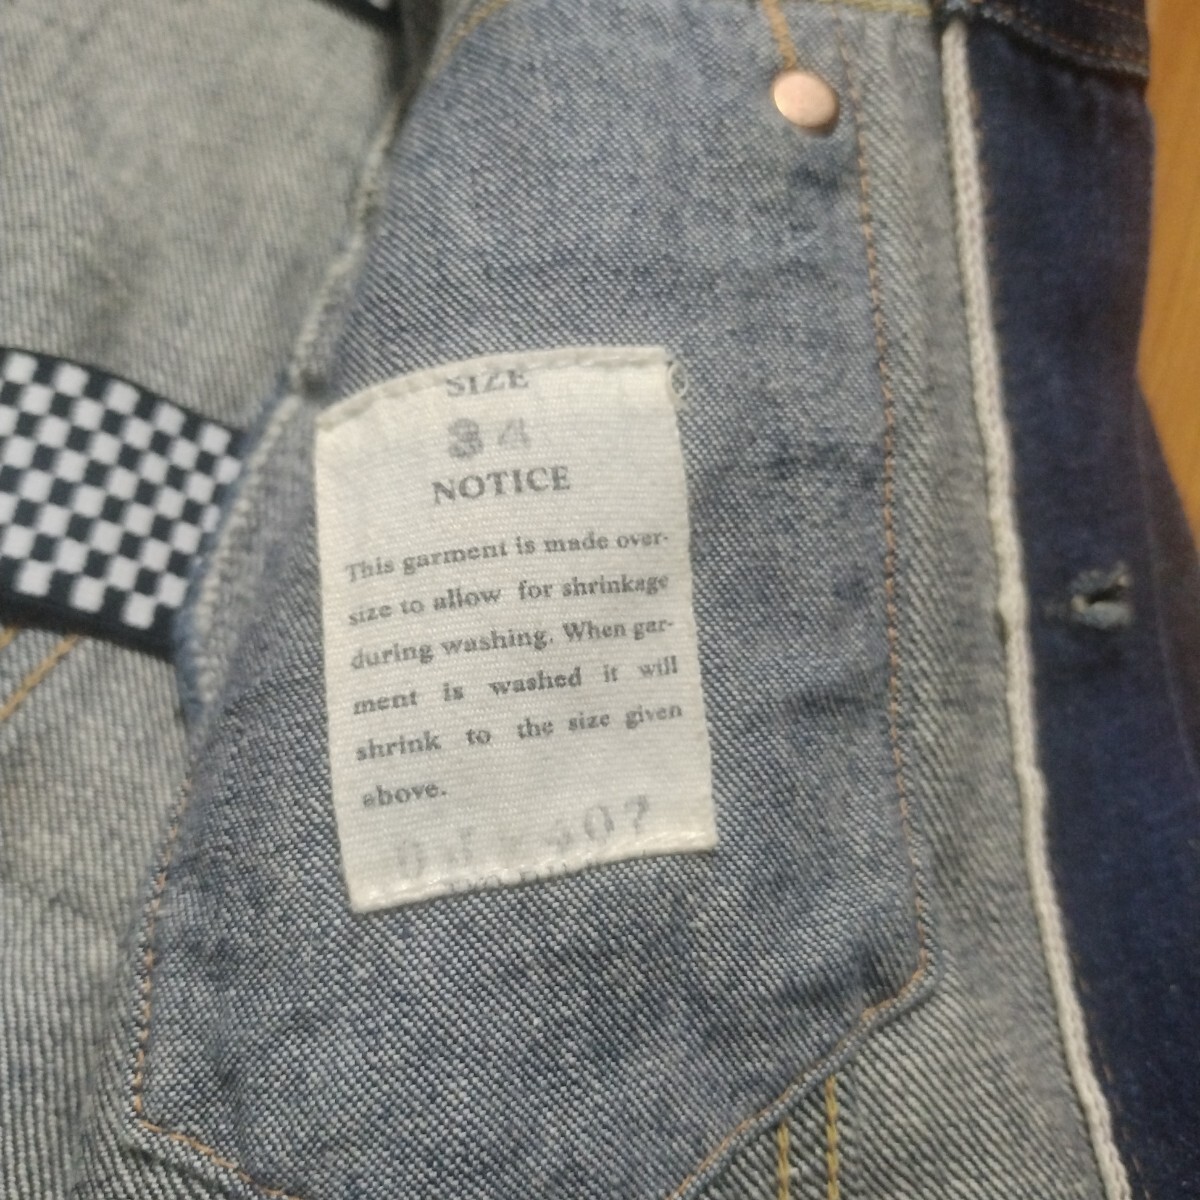 SIZE
34
NOTICE
This garment is made over-
size to allow for shrinkage
during washing. When gar-
ment is washed it will
shrink to the size given
above.